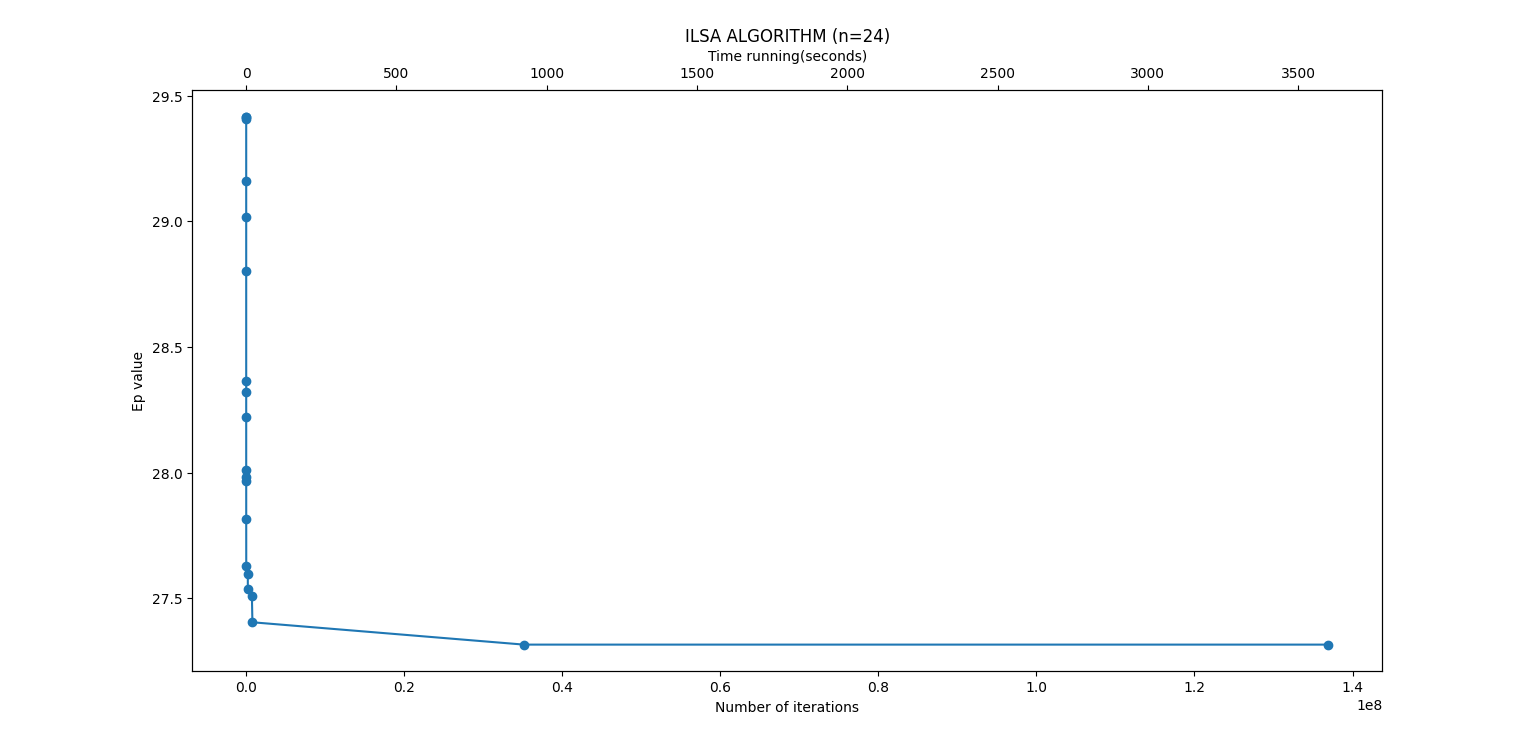 ILSA ALGORITHM (n=24)
Time running(seconds)
0 500 1000 1500 2000 2500 3000 3500
29.5
29.0
28.5
28.0
27.5
Ep value
0.0 0.2 0.4 0.6 0.8 1.0 1.2 1.4
1e8
Number of iterations